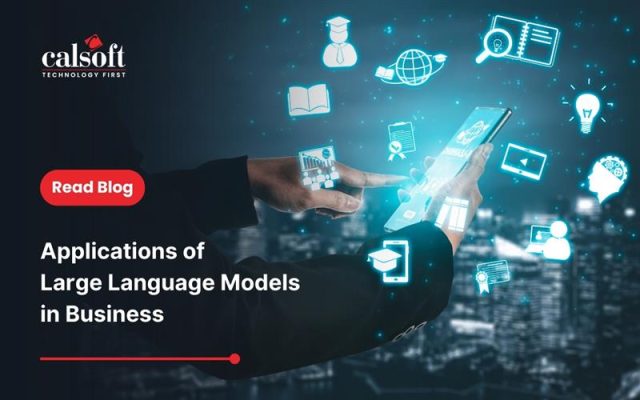 calsoft
TECHNOLOGY FIRST
Read Blog
Applications of
Large Language Models
in Business